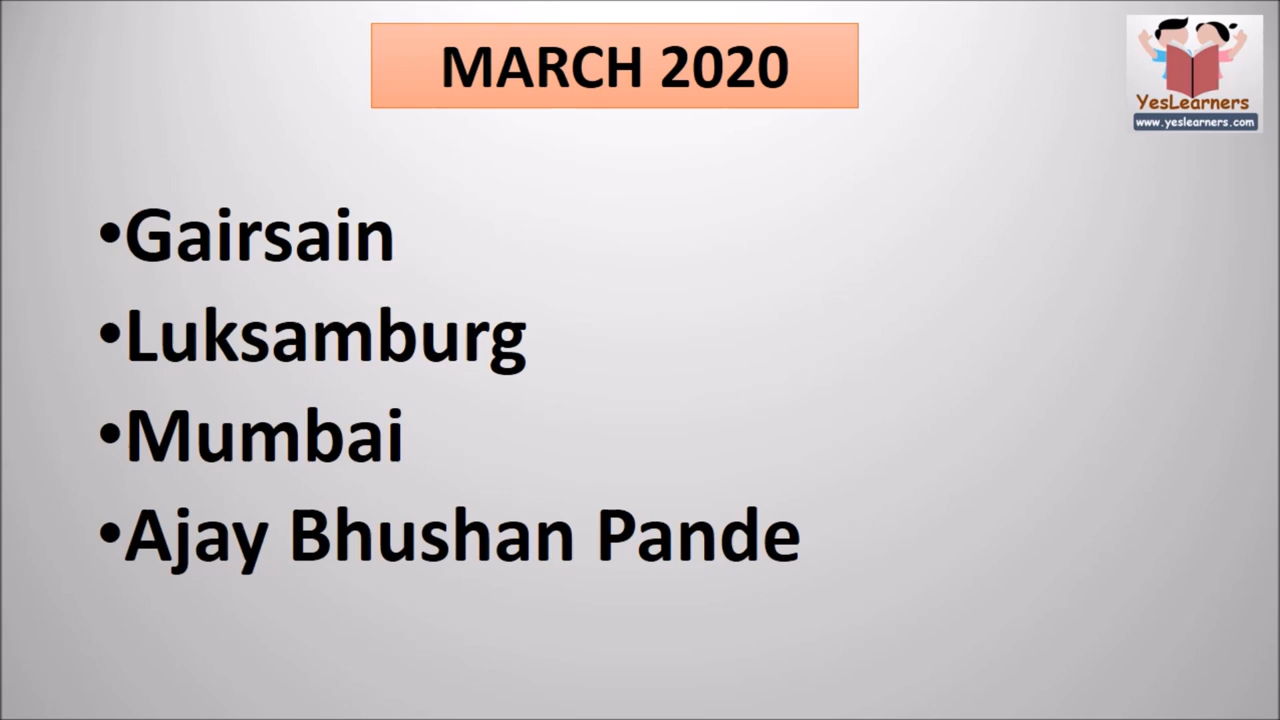 MARCH 2020
YesLearners
www.yeslearners.com
•Gairsain
•Luksamburg
•Mumbai
•Ajay Bhushan Pande